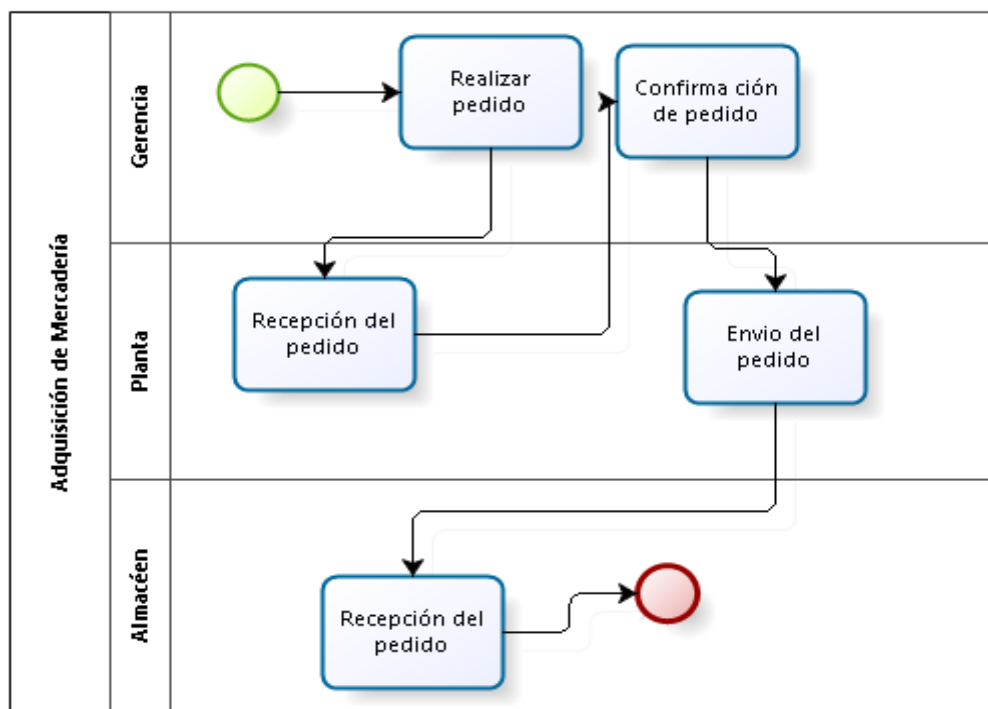 Adquisición de Mercadería
Gerencia
Realizar
pedido
Confirma ción
de pedido
Planta
Recepción del
pedido
Envio del
pedido
Almacéen
Recepción del
pedido